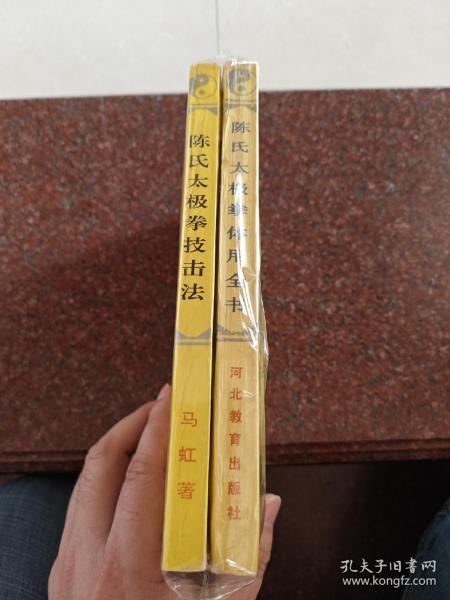 陈氏太极拳技击法
马虹著
陈氏太极拳体用全书
河北教育出版社
孔夫子旧书网
www.kongfz.com